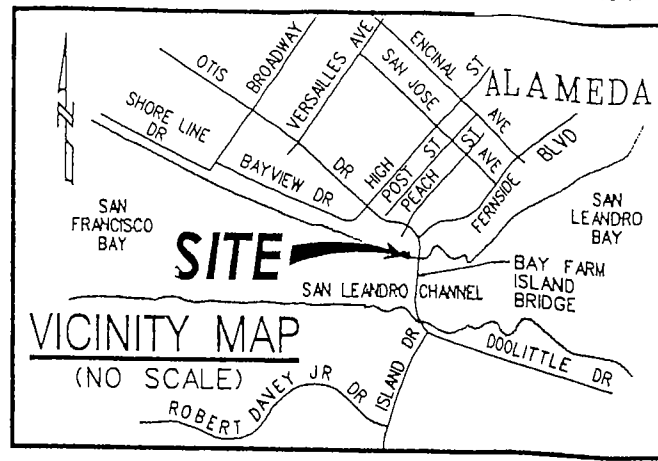 OTIS DR
BROADWAY
VERSAILLES AVE
ENCINAL AVE
SAN JOSE AVE
HIGH ST
ALAMEDA
SHORE LINE
DR
BAYVIEW DR
POST ST
PEACH ST
FERNSIDE BLVD
SAN
FRANCISCO
BAY
SAN
LEANDRO
BAY
SITE
BAY FARM
ISLAND
BRIDGE
SAN LEANDRO CHANNEL
N
VICINITY MAP
(NO SCALE)
DOOLITTLE DR
ISLAND DR
ROBERT DAVEY JR DR